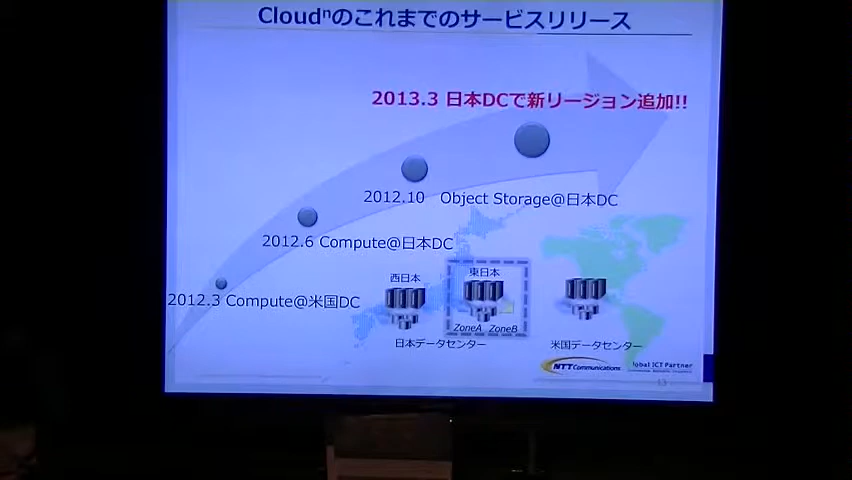 Cloudⁿのこれまでのサービスリリース
2013.3 日本DCで新リージョン追加!!
2012.10 Object Storage@日本DC
2012.6 Compute@日本DC
2012.3 Compute@米国DC
西日本
東日本
ZoneA ZoneB
日本データセンター
米国データセンター
NTT Communications
Global ICT Partner
13